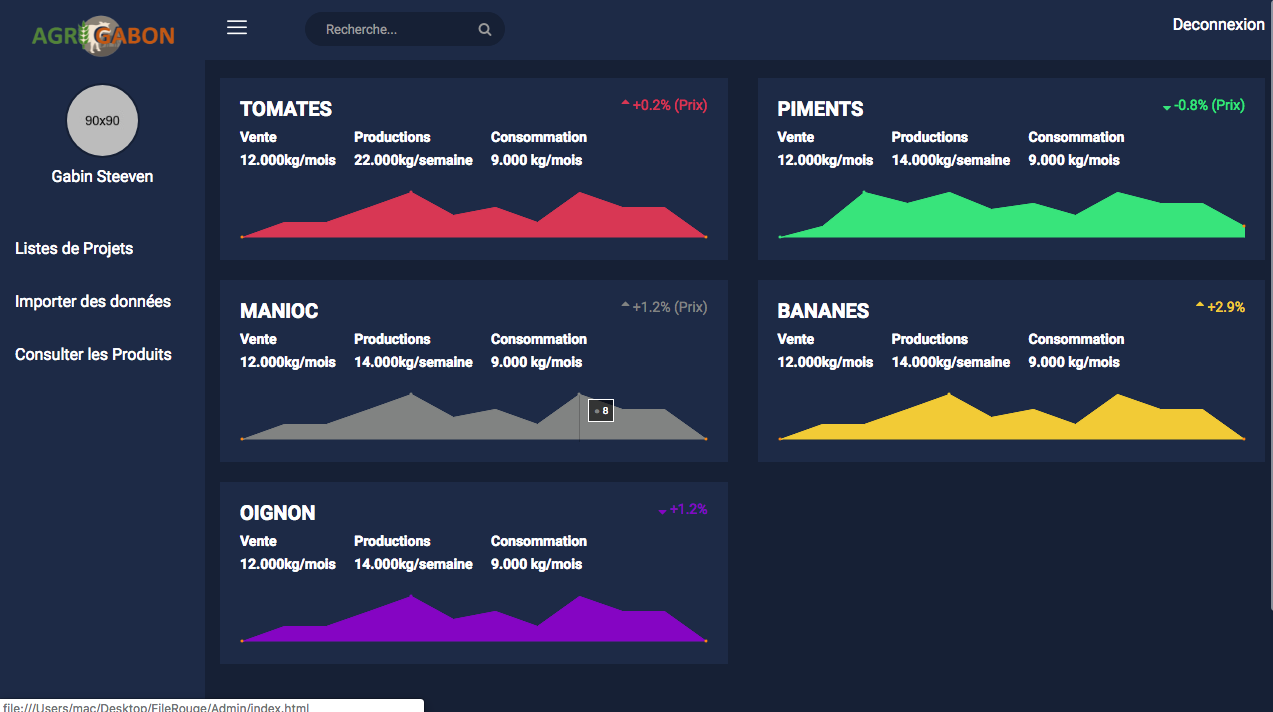 AGRIGABON
Recherche...
Deconnexion
90x90
Gabin Steeven
Listes de Projets
Importer des données
Consulter les Produits
TOMATES
+0.2% (Prix)
Vente Productions Consommation
12.000kg/mois 22.000kg/semaine 9.000 kg/mois
PIMENTS
-0.8% (Prix)
Vente Productions Consommation
12.000kg/mois 14.000kg/semaine 9.000 kg/mois
MANIOC
+1.2% (Prix)
Vente Productions Consommation
12.000kg/mois 14.000kg/semaine 9.000 kg/mois
8
BANANES
+2.9%
Vente Productions Consommation
12.000kg/mois 14.000kg/semaine 9.000 kg/mois
OIGNON
+1.2%
Vente Productions Consommation
12.000kg/mois 14.000kg/semaine 9.000 kg/mois
file:///Users/mac/Desktop/FileRouge/Admin/index.html